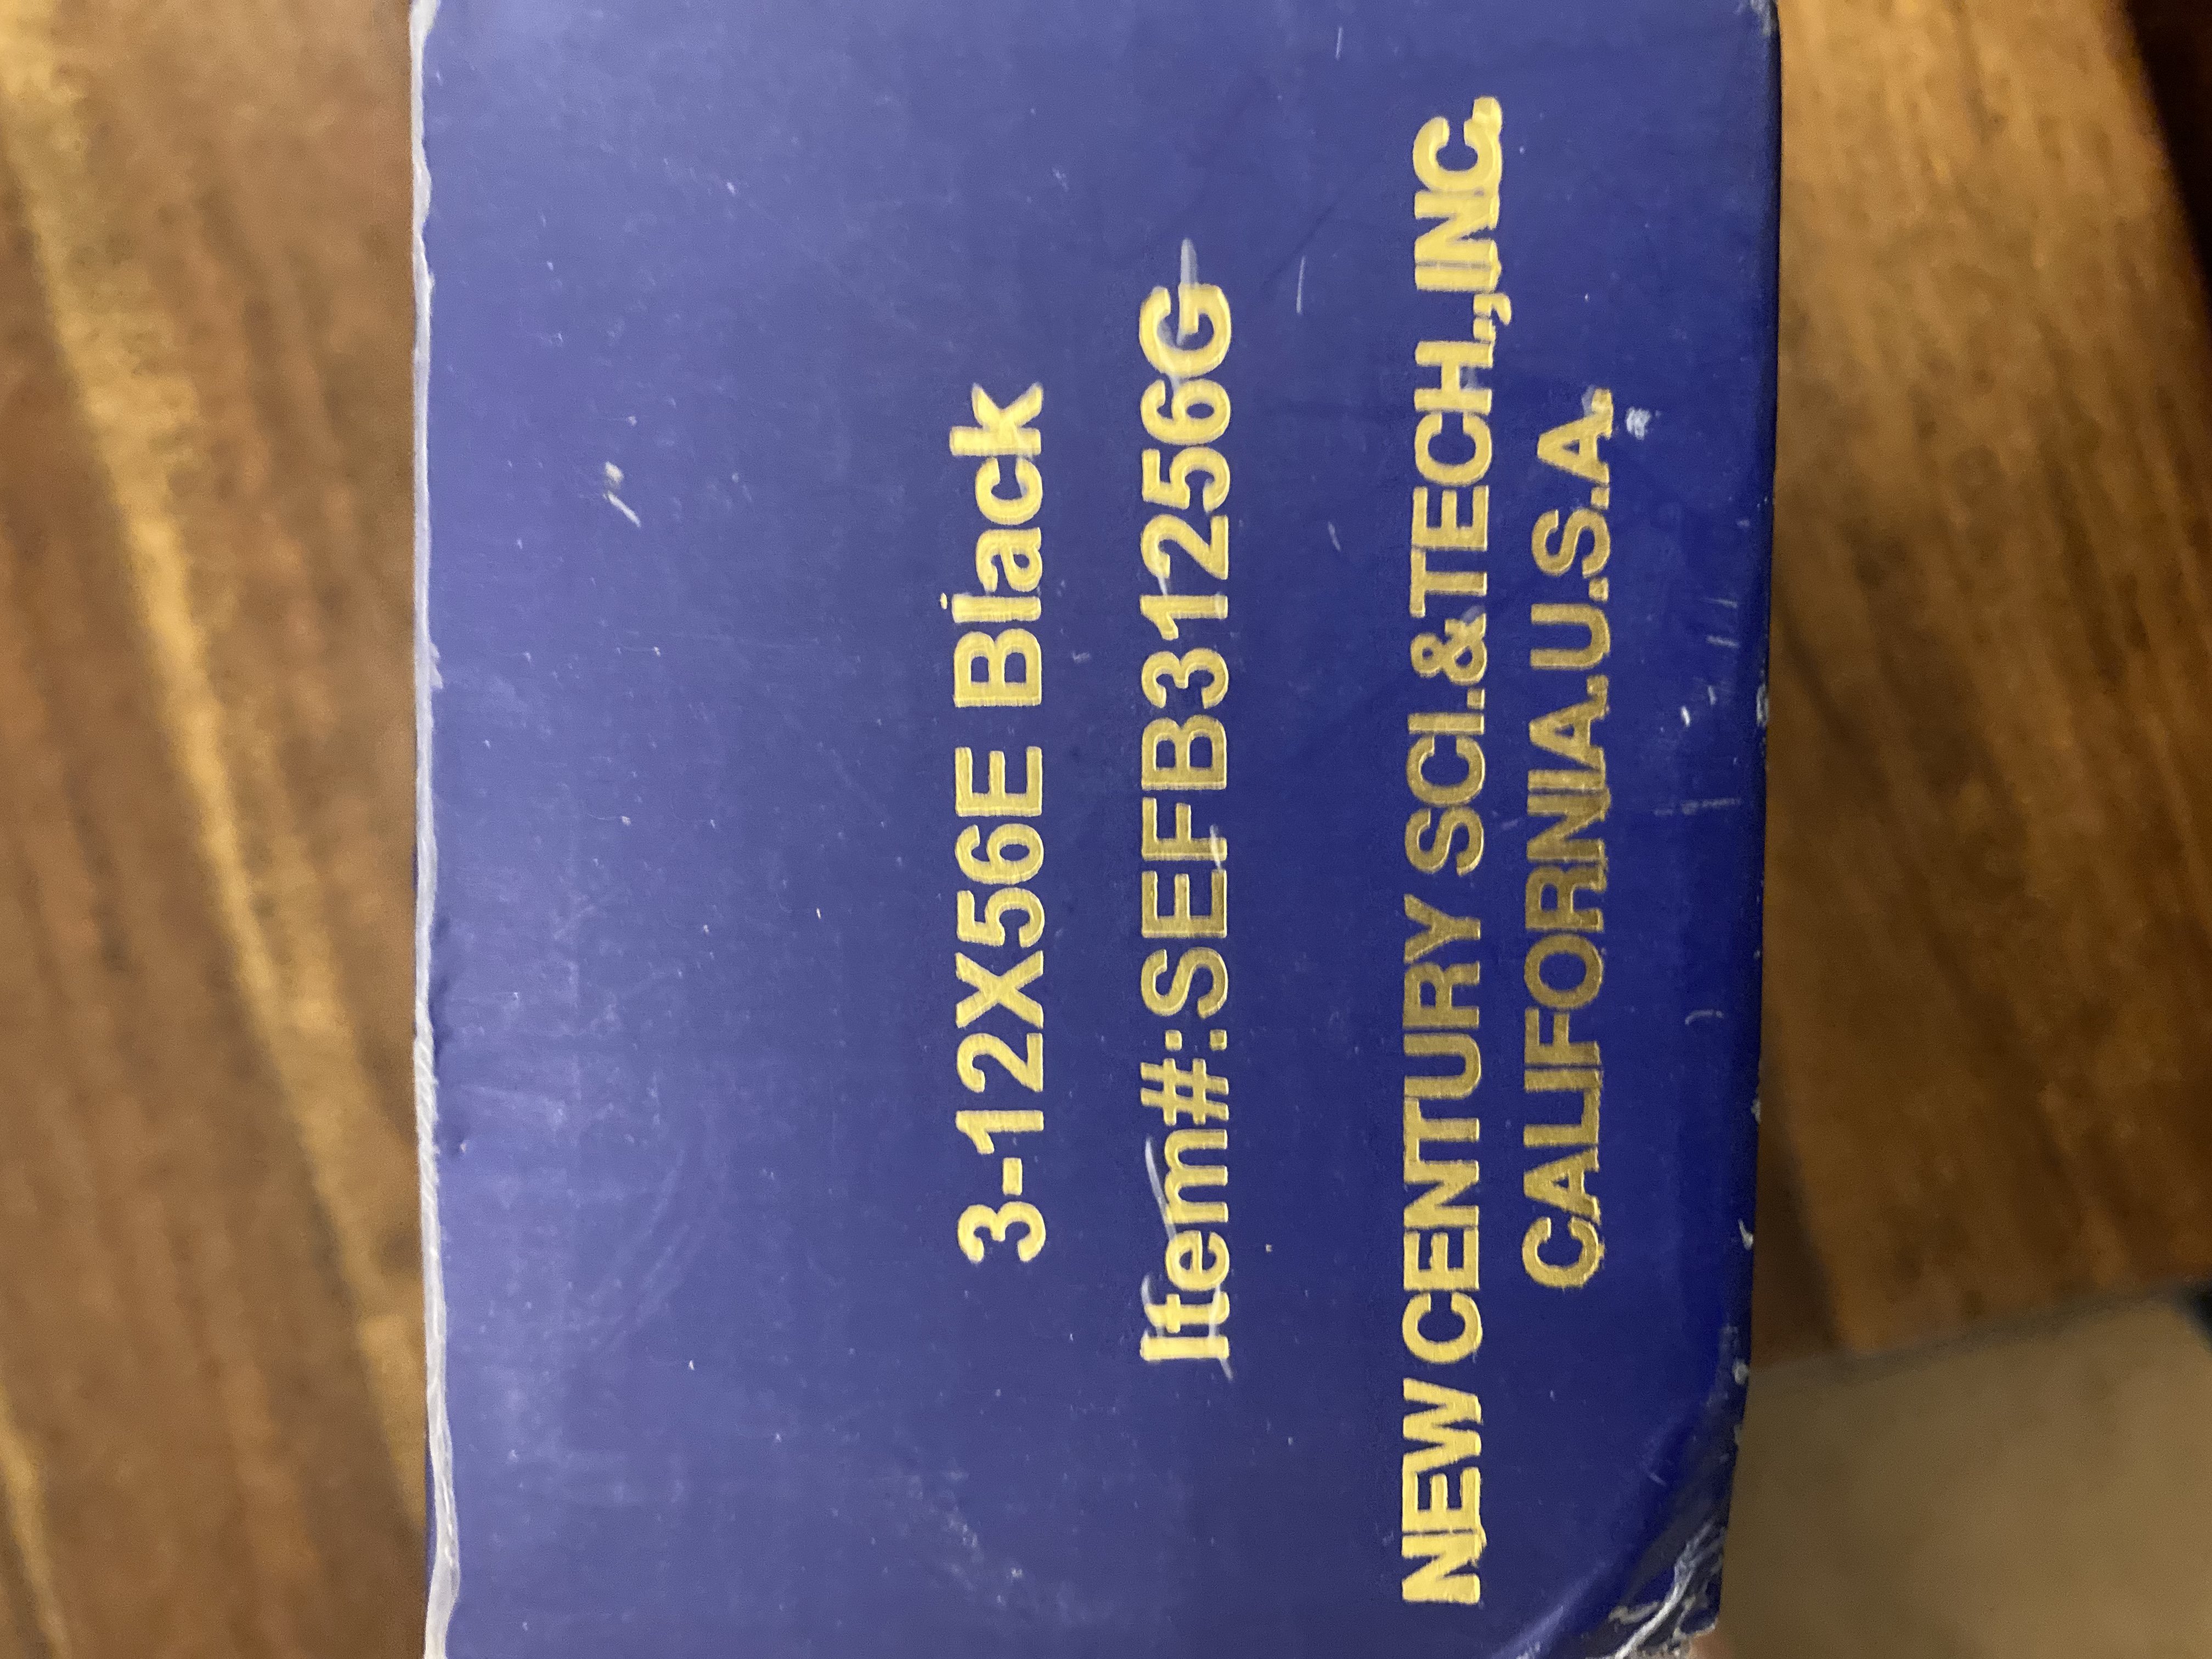 3-12X56E Black
Item#:SEFB31256G
NEW CENTURY SCI.&TECH.,INC.
CALIFORNIA.U.S.A.